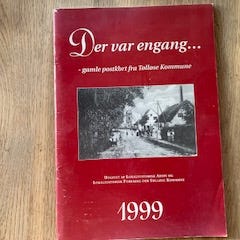 Der var engang...
- gamle postkort fra Tølløse Kommune
Udgivet af Lokalhistorisk Arkiv og
Lokalhistorisk Forening for Tølløse Kommune
1999